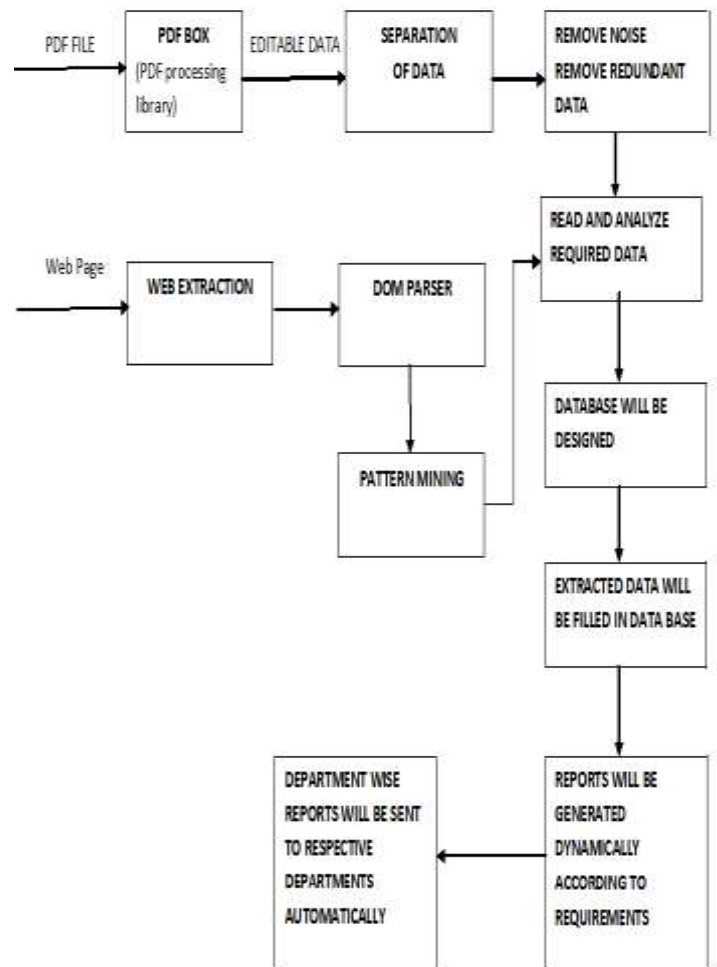 PDF FILE
PDF BOX
(PDF processing
library)
EDITABLE DATA
SEPARATION
OF DATA
REMOVE NOISE
REMOVE REDUNDANT
DATA
READ AND ANALYZE
REQUIRED DATA
Web Page
WEB EXTRACTION
DOM PARSER
PATTERN MINING
DATABASE WILL BE
DESIGNED
EXTRACTED DATA WILL
BE FILLED IN DATA BASE
REPORTS WILL BE
GENERATED
DYNAMICALLY
ACCORDING TO
REQUIREMENTS
DEPARTMENT WISE
REPORTS WILL BE SENT
TO RESPECTIVE
DEPARTMENTS
AUTOMATICALLY